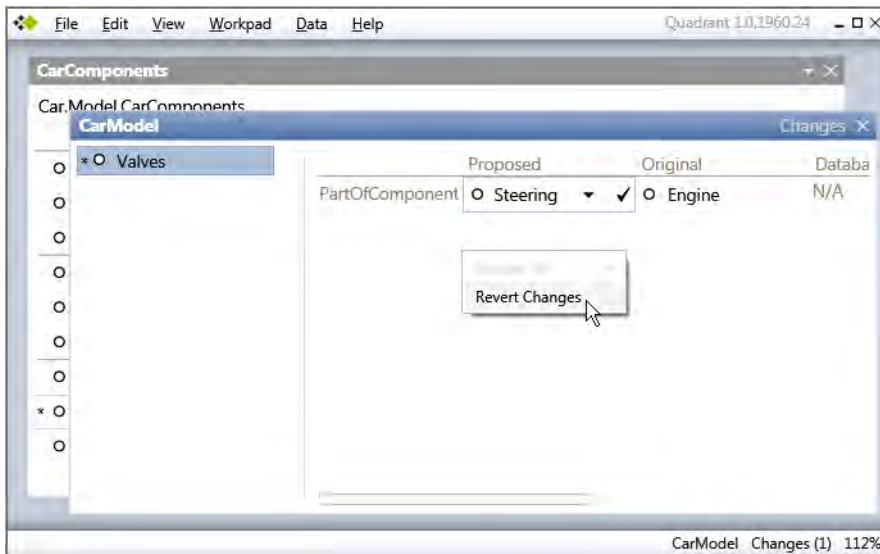 File Edit View Workpad Data Help Quadrant 1.0.1960.24
CarComponents
Car.Model.CarComponents
CarModel Changes
* Valves
Proposed Original Databa
PartOfComponent Steering Engine N/A
Revert Changes
CarModel Changes (1) 112%